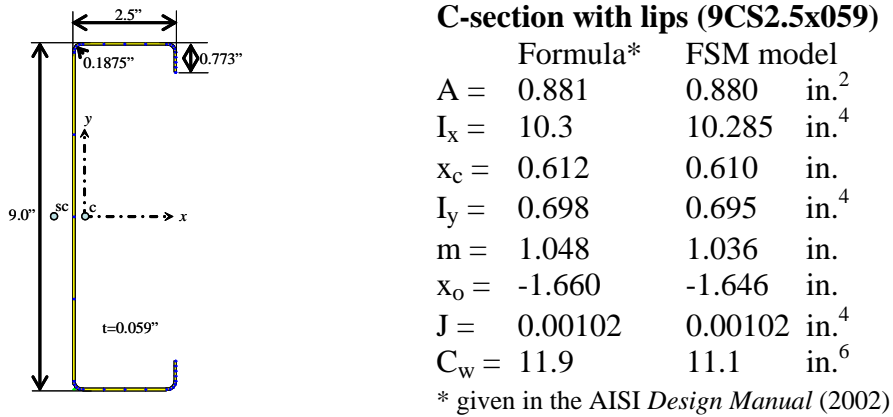 2.5”
0.773”
0.1875”
y
9.0”
sc
c
x
t=0.059”
C-section with lips (9CS2.5x059)
Formula* FSM model
A = 0.881 0.880 in.2
Ix = 10.3 10.285 in.4
xc = 0.612 0.610 in.
Iy = 0.698 0.695 in.4
m = 1.048 1.036 in.
xo = -1.660 -1.646 in.
J = 0.00102 0.00102 in.4
Cw = 11.9 11.1 in.6
* given in the AISI Design Manual (2002)